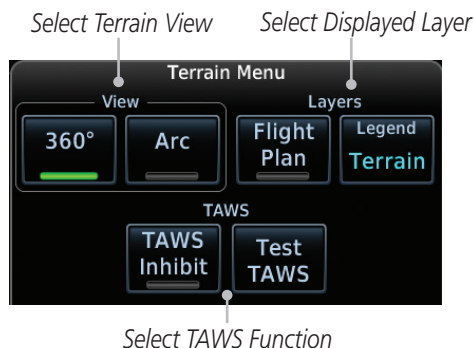 Select Terrain View
Select Displayed Layer
Terrain Menu
View
Layers
360°
Arc
Flight
Plan
Legend
Terrain
TAWS
TAWS
Inhibit
Test
TAWS
Select TAWS Function